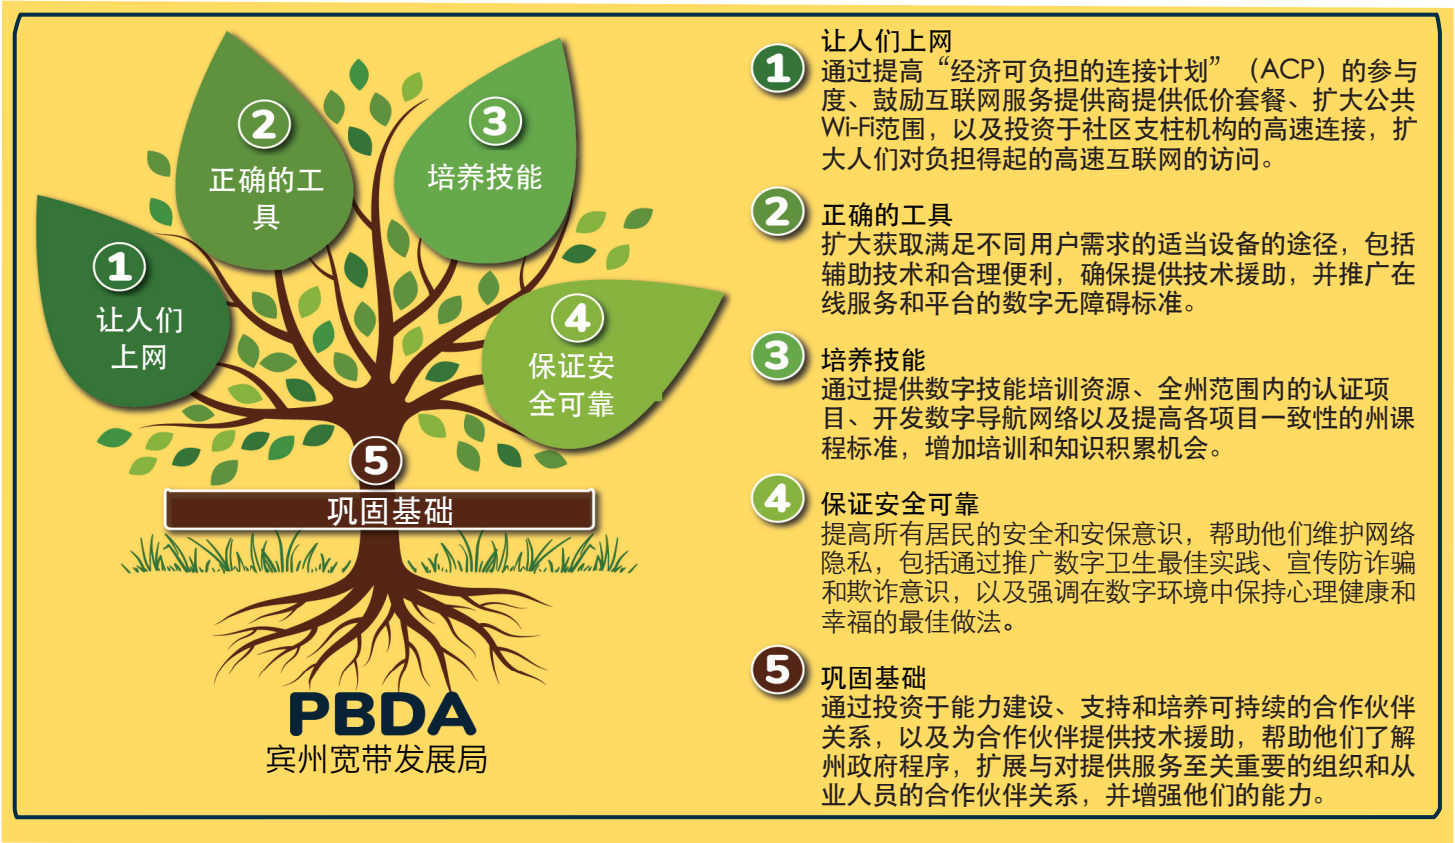 1
让人们
上网
2
正确的工
具
3
培养技能
4
保证安
全可靠
5
巩固基础
PBDA
宾州宽带发展局
1
让人们上网
通过提高“经济可负担的连接计划”（ACP）的参与
度、鼓励互联网服务提供商提供低价套餐、扩大公共
Wi-Fi范围，以及投资于社区支柱机构的高速连接，扩
大人们对负担得起的高速互联网的访问。
2
正确的工具
扩大获取满足不同用户需求的适当设备的途径，包括
辅助技术和合理便利，确保提供技术援助，并推广在
线服务和平台的数字无障碍标准。
3
培养技能
通过提供数字技能培训资源、全州范围内的认证项
目、开发数字导航网络以及提高各项目一致性的州课
程标准，增加培训和知识积累机会。
4
保证安全可靠
提高所有居民的安全和安保意识，帮助他们维护网络
隐私，包括通过推广数字卫生最佳实践、宣传防诈骗
和欺诈意识，以及强调在数字环境中保持心理健康和
幸福的最佳做法。
5
巩固基础
通过投资于能力建设、支持和培养可持续的合作伙伴
关系，以及为合作伙伴提供技术援助，帮助他们了解
州政府程序，扩展与对提供服务至关重要的组织和从
业人员的合作伙伴关系，并增强他们的能力。